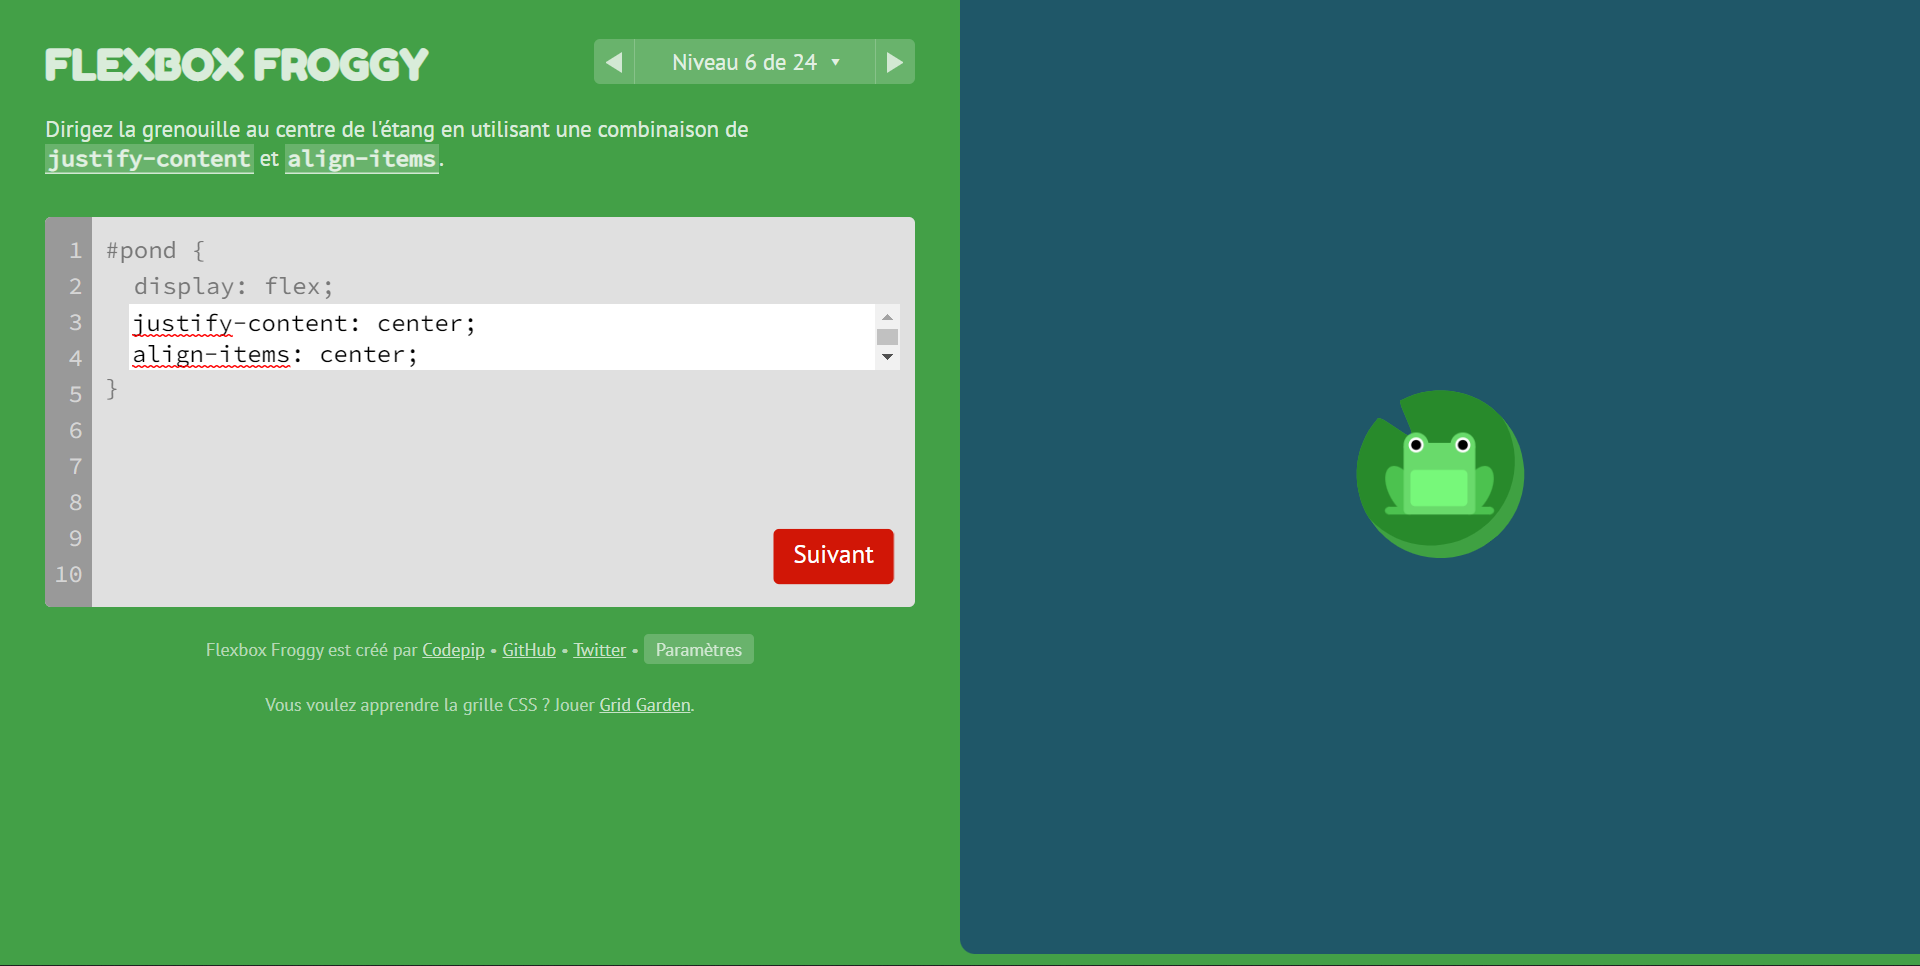 FLEXBOX FROGGY
Niveau 6 de 24
Dirigez la grenouille au centre de l'étang en utilisant une combinaison de
justify-content et align-items.
1 #pond {
2 display: flex;
3 justify-content: center;
4 align-items: center;
5 }
6
7
8
9
10
Suivant
Flexbox Froggy est créé par Codepip • GitHub • Twitter • Paramètres
Vous voulez apprendre la grille CSS ? Jouer Grid Garden.